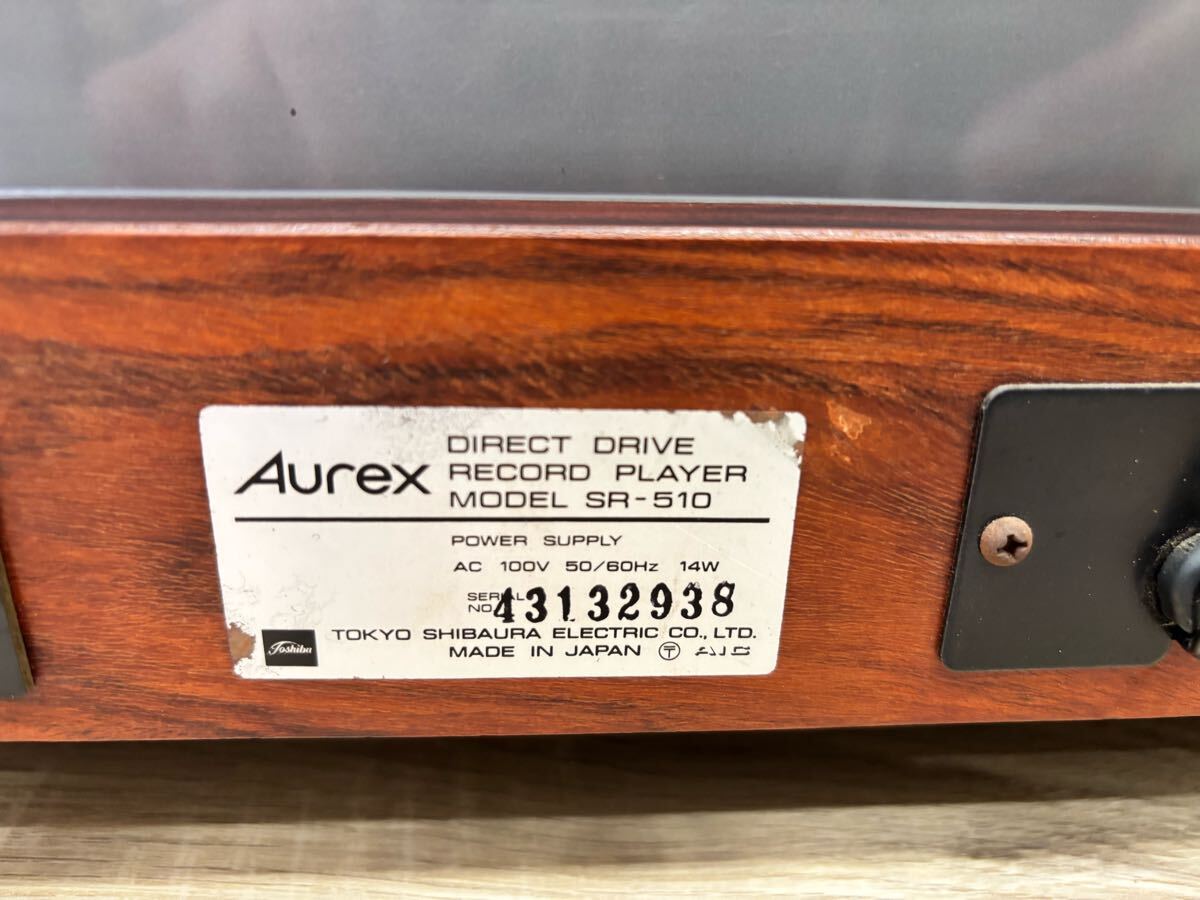 Aurex
DIRECT DRIVE
RECORD PLAYER
MODEL SR-510
POWER SUPPLY
AC 100V 50/60Hz 14W
SERIAL
NO. 43132938
Toshiba
TOKYO SHIBAURA ELECTRIC CO., LTD.
MADE IN JAPAN 〒